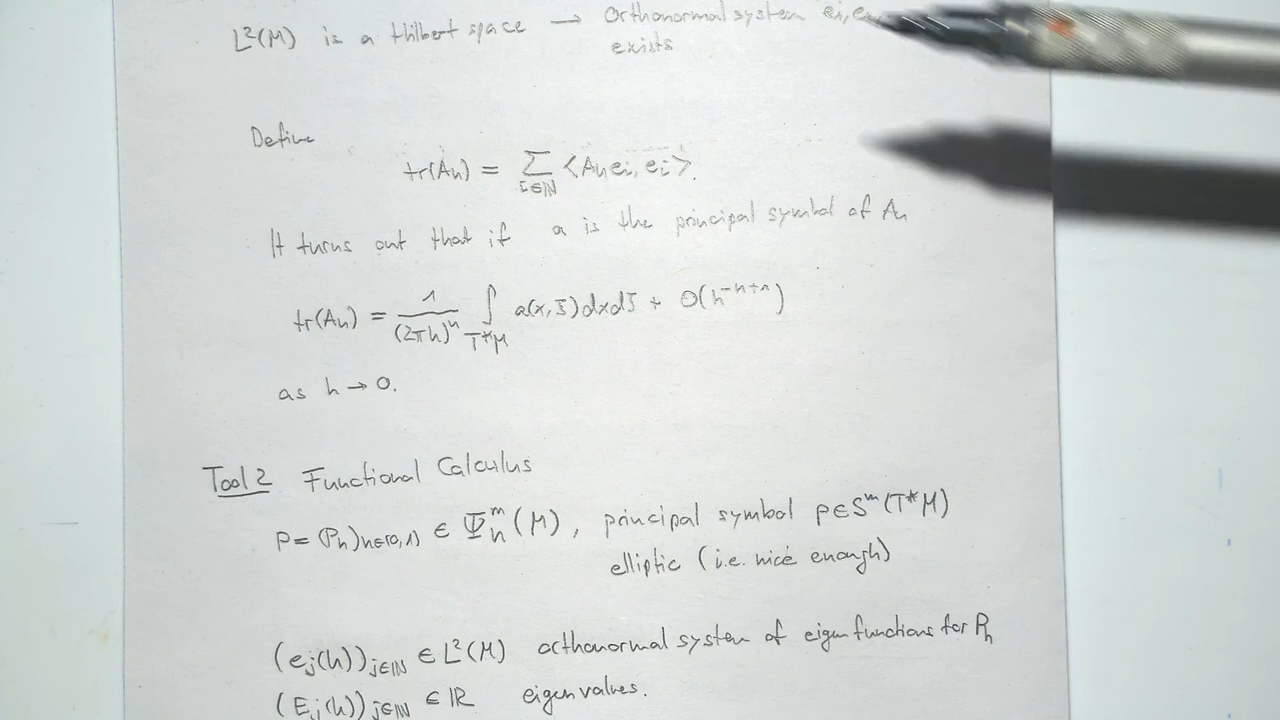 L²(M) is a Hilbert space → Orthonormal system e₁,
exists
Define
tr(Aₕ) = Σ_{i∈ℕ} ⟨Aₕeᵢ, eᵢ⟩.
It turns out that if a is the principal symbol of Aₕ
tr(Aₕ) = 1/(2πh)ⁿ ∫_{T*M} a(x,ξ)dxdξ + O(h⁻ⁿ⁺¹)
as h → 0.
Tool 2 Functional Calculus
P = (Pₕ)_{h∈(0,1)} ∈ Ψₕᵐ(M), principal symbol p∈Sᵐ(T*M)
elliptic (i.e. nice enough)
(eⱼ(h))_{j∈ℕ} ∈ L²(M) orthonormal system of eigenfunctions for Pₕ
(Eⱼ(h))_{j∈ℕ} ∈ ℝ eigenvalues.